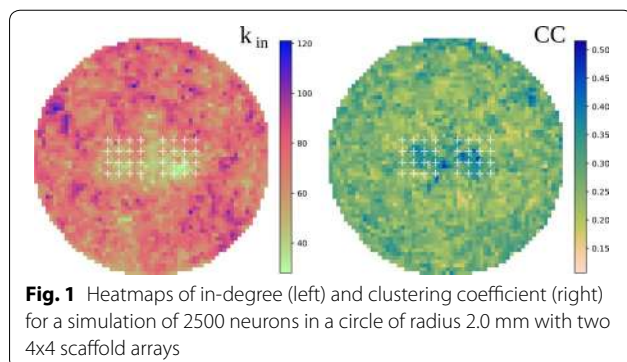 k in
120
100
80
60
40
CC
0.50
0.45
0.40
0.35
0.30
0.25
0.20
0.15
Fig. 1 Heatmaps of in-degree (left) and clustering coefficient (right)
for a simulation of 2500 neurons in a circle of radius 2.0 mm with two
4x4 scaffold arrays